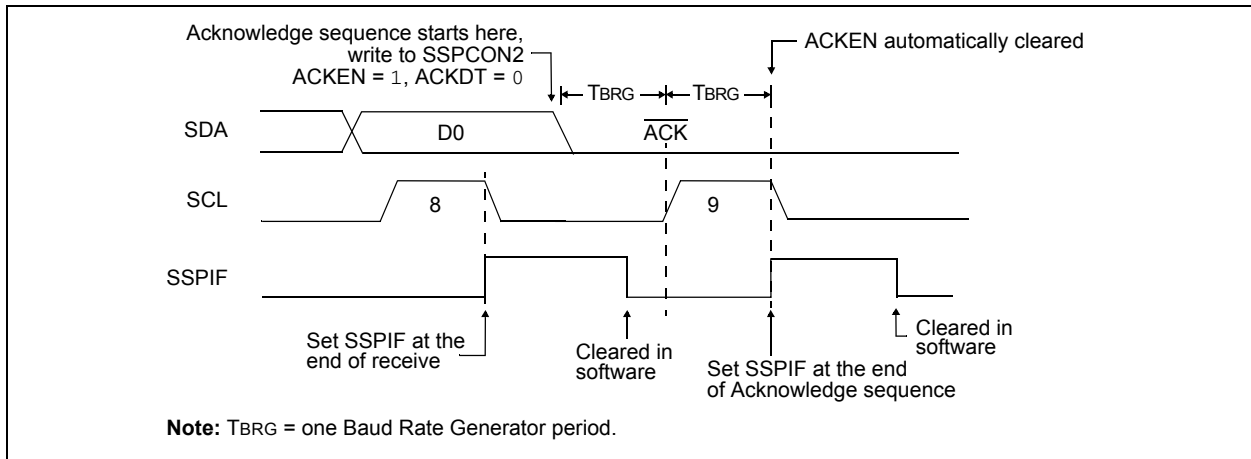 Acknowledge sequence starts here,
write to SSPCON2
ACKEN = 1, ACKDT = 0
ACKEN automatically cleared
TBRG
TBRG
SDA
D0
ACK
SCL
8
9
SSPIF
Set SSPIF at the
end of receive
Cleared in
software
Set SSPIF at the end
of Acknowledge sequence
Cleared in
software
Note: TBRG = one Baud Rate Generator period.